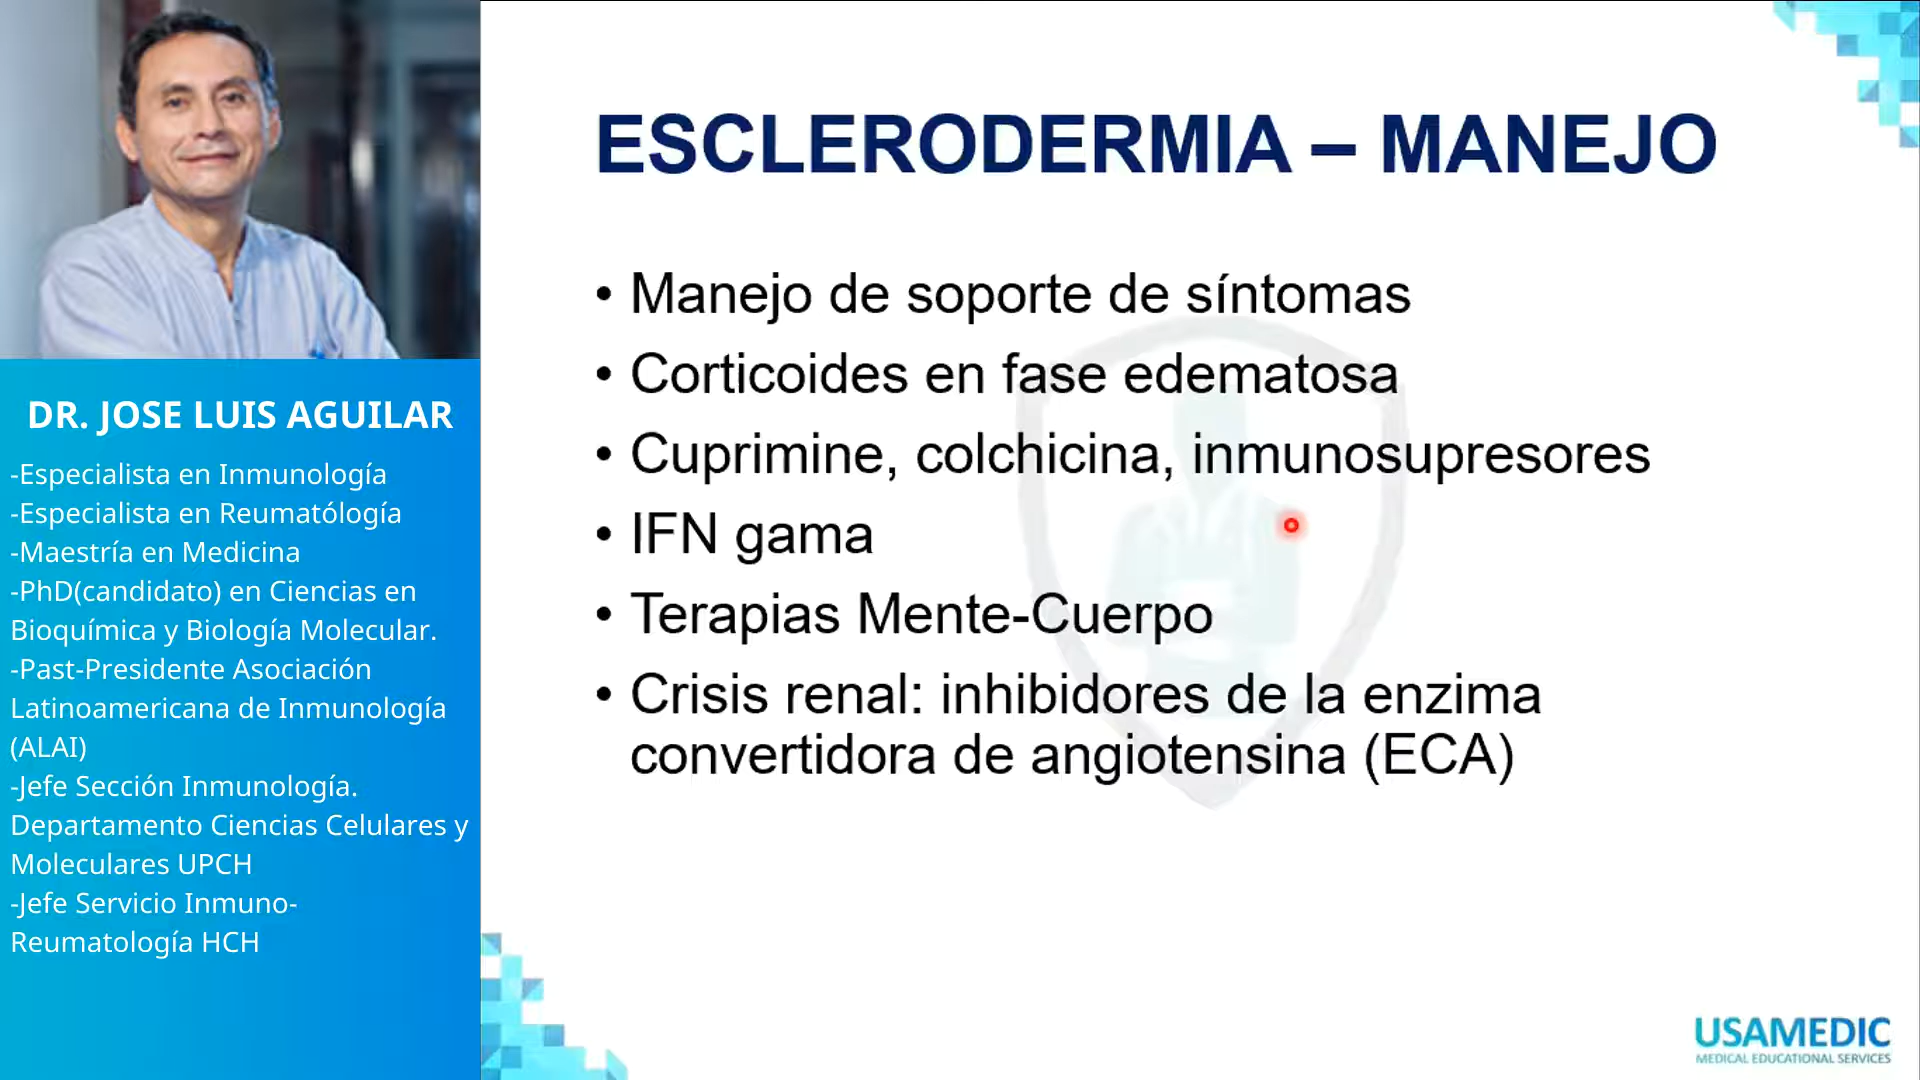 DR. JOSE LUIS AGUILAR
-Especialista en Inmunología
-Especialista en Reumatólogía
-Maestría en Medicina
-PhD(candidato) en Ciencias en
Bioquímica y Biología Molecular.
-Past-Presidente Asociación
Latinoamericana de Inmunología
(ALAI)
-Jefe Sección Inmunología.
Departamento Ciencias Celulares y
Moleculares UPCH
-Jefe Servicio Inmuno-
Reumatología HCH
ESCLERODERMIA – MANEJO
• Manejo de soporte de síntomas
• Corticoides en fase edematosa
• Cuprimine, colchicina, inmunosupresores
• IFN gama
• Terapias Mente-Cuerpo
• Crisis renal: inhibidores de la enzima
convertidora de angiotensina (ECA)
USAMEDIC
MEDICAL EDUCATIONAL SERVICES